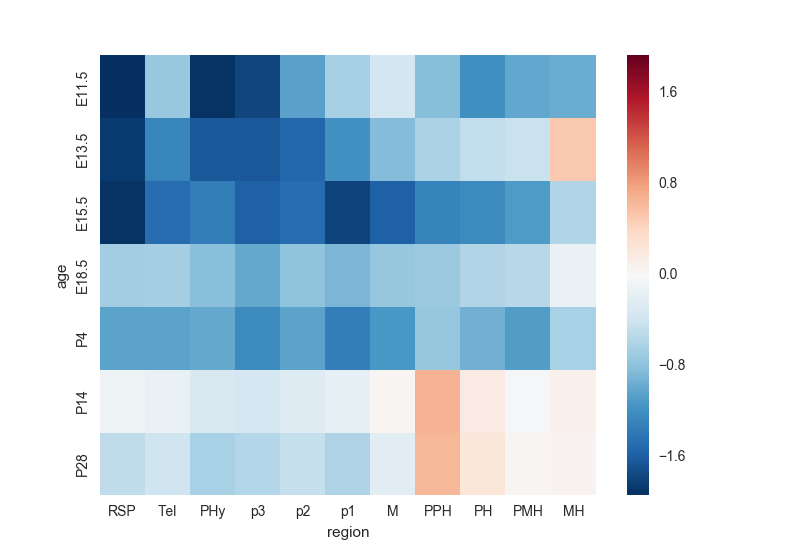 E11.5
E13.5
E15.5
E18.5
P4
P14
P28
age
RSP Tel PHy p3 p2 p1 M PPH PH PMH MH
region
1.6
0.8
0.0
−0.8
−1.6